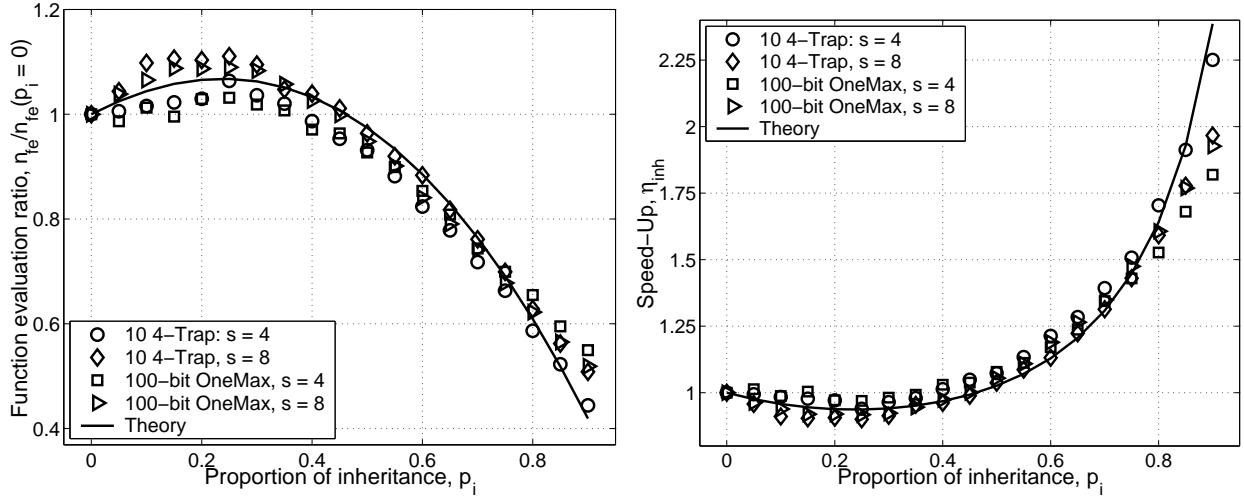 1.2
1
0.8
0.6
0.4
Function evaluation ratio, n_fe/n_fe(p_i = 0)
10 4−Trap: s = 4
10 4−Trap, s = 8
100−bit OneMax, s = 4
100−bit OneMax, s = 8
Theory
0 0.2 0.4 0.6 0.8
Proportion of inheritance, p_i
2.25
2
1.75
1.5
1.25
1
Speed−Up, η_inh
10 4−Trap: s = 4
10 4−Trap, s = 8
100−bit OneMax, s = 4
100−bit OneMax, s = 8
Theory
0 0.2 0.4 0.6 0.8
Proportion of inheritance, p_i